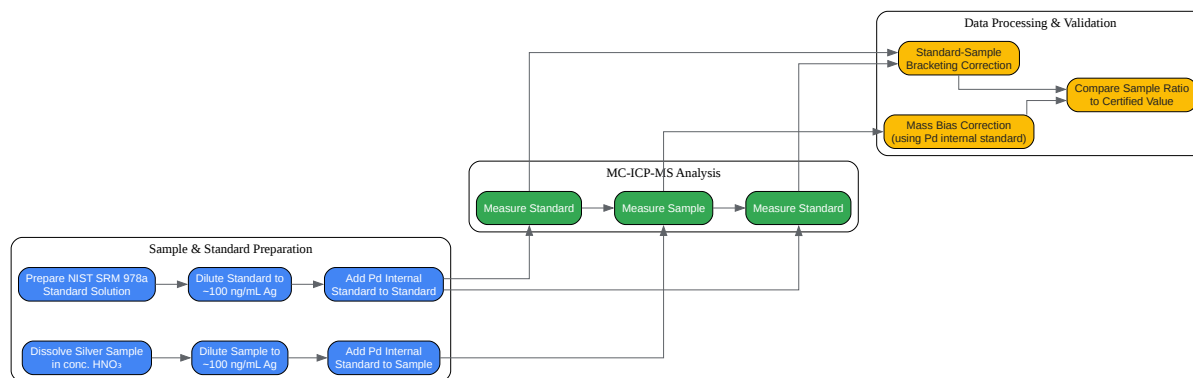 Data Processing & Validation
Standard-Sample
Bracketing Correction
Compare Sample Ratio
to Certified Value
Mass Bias Correction
(using Pd internal standard)
MC-ICP-MS Analysis
Measure Standard
Measure Sample
Measure Standard
Sample & Standard Preparation
Prepare NIST SRM 978a
Standard Solution
Dilute Standard to
~100 ng/mL Ag
Add Pd Internal
Standard to Standard
Dissolve Silver Sample
in conc. HNO₃
Dilute Sample to
~100 ng/mL Ag
Add Pd Internal
Standard to Sample